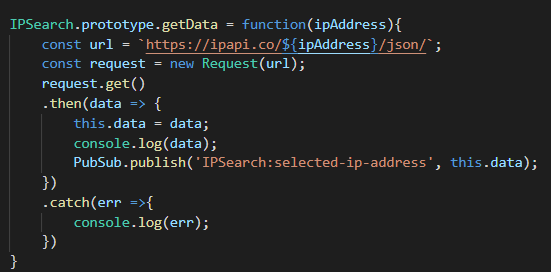 IPSearch.prototype.getData = function(ipAddress){
    const url = `https://ipapi.co/${ipAddress}/json/`;
    const request = new Request(url);
    request.get()
    .then(data => {
        this.data = data;
        console.log(data);
        PubSub.publish('IPSearch:selected-ip-address', this.data);
    })
    .catch(err =>{
        console.log(err);
    })
}